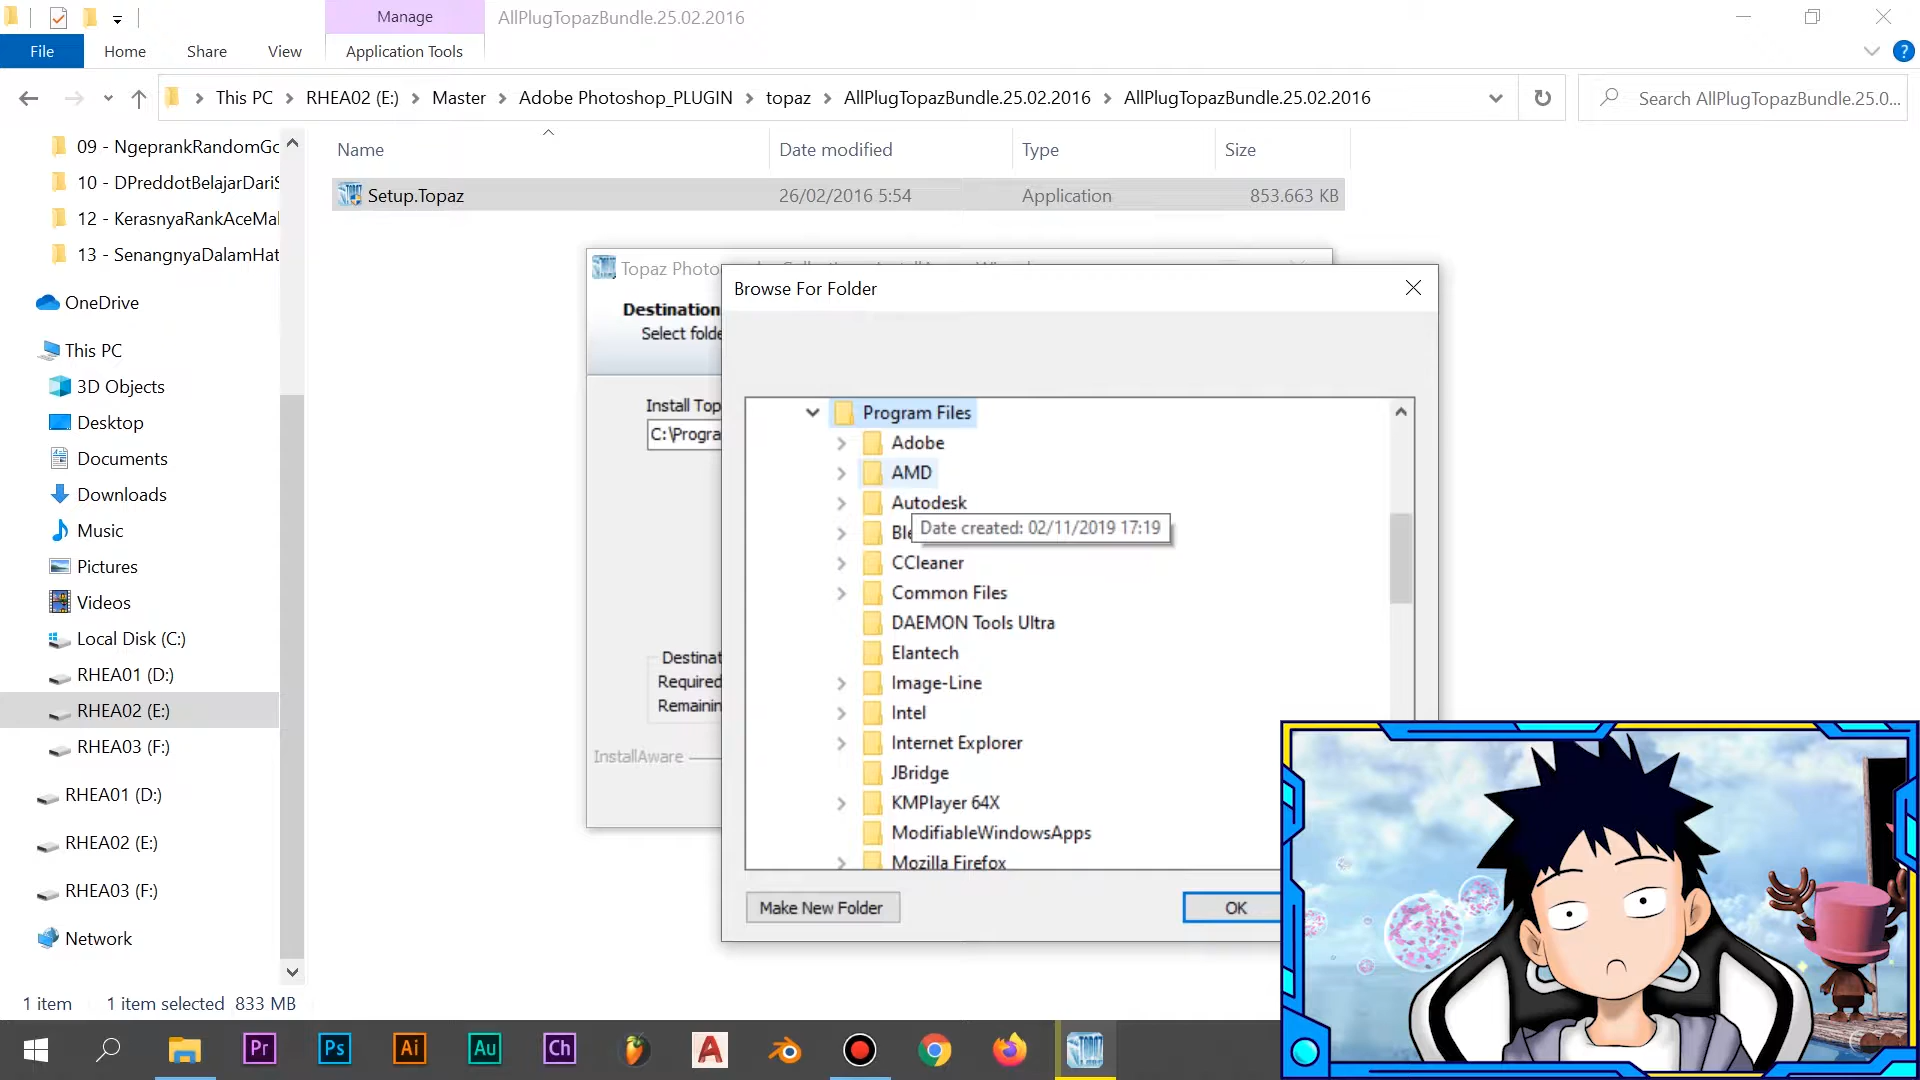 Manage
AllPlugTopazBundle.25.02.2016
File
Home
Share
View
Application Tools
This PC
RHEA02 (E:)
Master
Adobe Photoshop_PLUGIN
topaz
AllPlugTopazBundle.25.02.2016
AllPlugTopazBundle.25.02.2016
Search AllPlugTopazBundle.25.0...
09 - NgeprankRandomGc
10 - DPreddotBelajarDariS
12 - KerasnyaRankAceMal
13 - SenangnyaDalamHat
OneDrive
This PC
3D Objects
Desktop
Documents
Downloads
Music
Pictures
Videos
Local Disk (C:)
RHEA01 (D:)
RHEA02 (E:)
RHEA03 (F:)
RHEA01 (D:)
RHEA02 (E:)
RHEA03 (F:)
Network
Name
Date modified
Type
Size
Setup.Topaz
26/02/2016 5:54
Application
853.663 KB
Topaz Photo
Destination
Select folde
Install Top
C:\Progra
Destinat
Required
Remainin
InstallAware
Browse For Folder
Program Files
Adobe
AMD
Autodesk
Date created: 02/11/2019 17:19
Ble
CCleaner
Common Files
DAEMON Tools Ultra
Elantech
Image-Line
Intel
Internet Explorer
JBridge
KMPlayer 64X
ModifiableWindowsApps
Mozilla Firefox
Make New Folder
OK
1 item
1 item selected 833 MB
Pr
Ps
Ai
Au
Ch